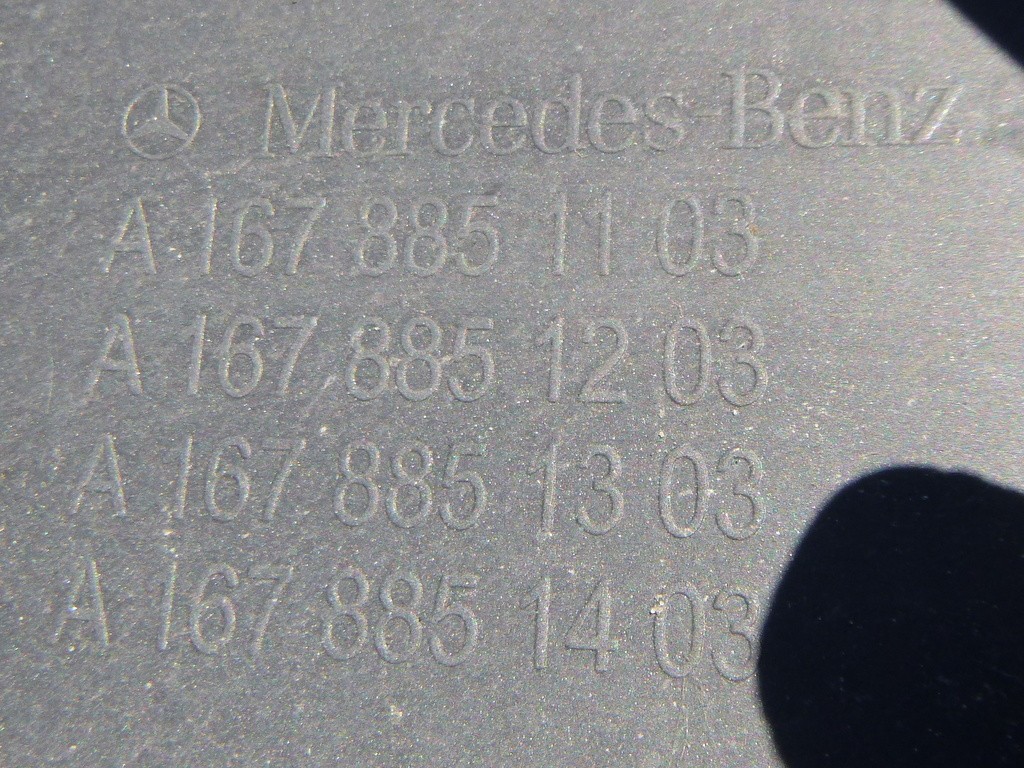 Mercedes-Benz
A 167 885 11 03
A 167 885 12 03
A 167 885 13 03
A 167 885 14 03